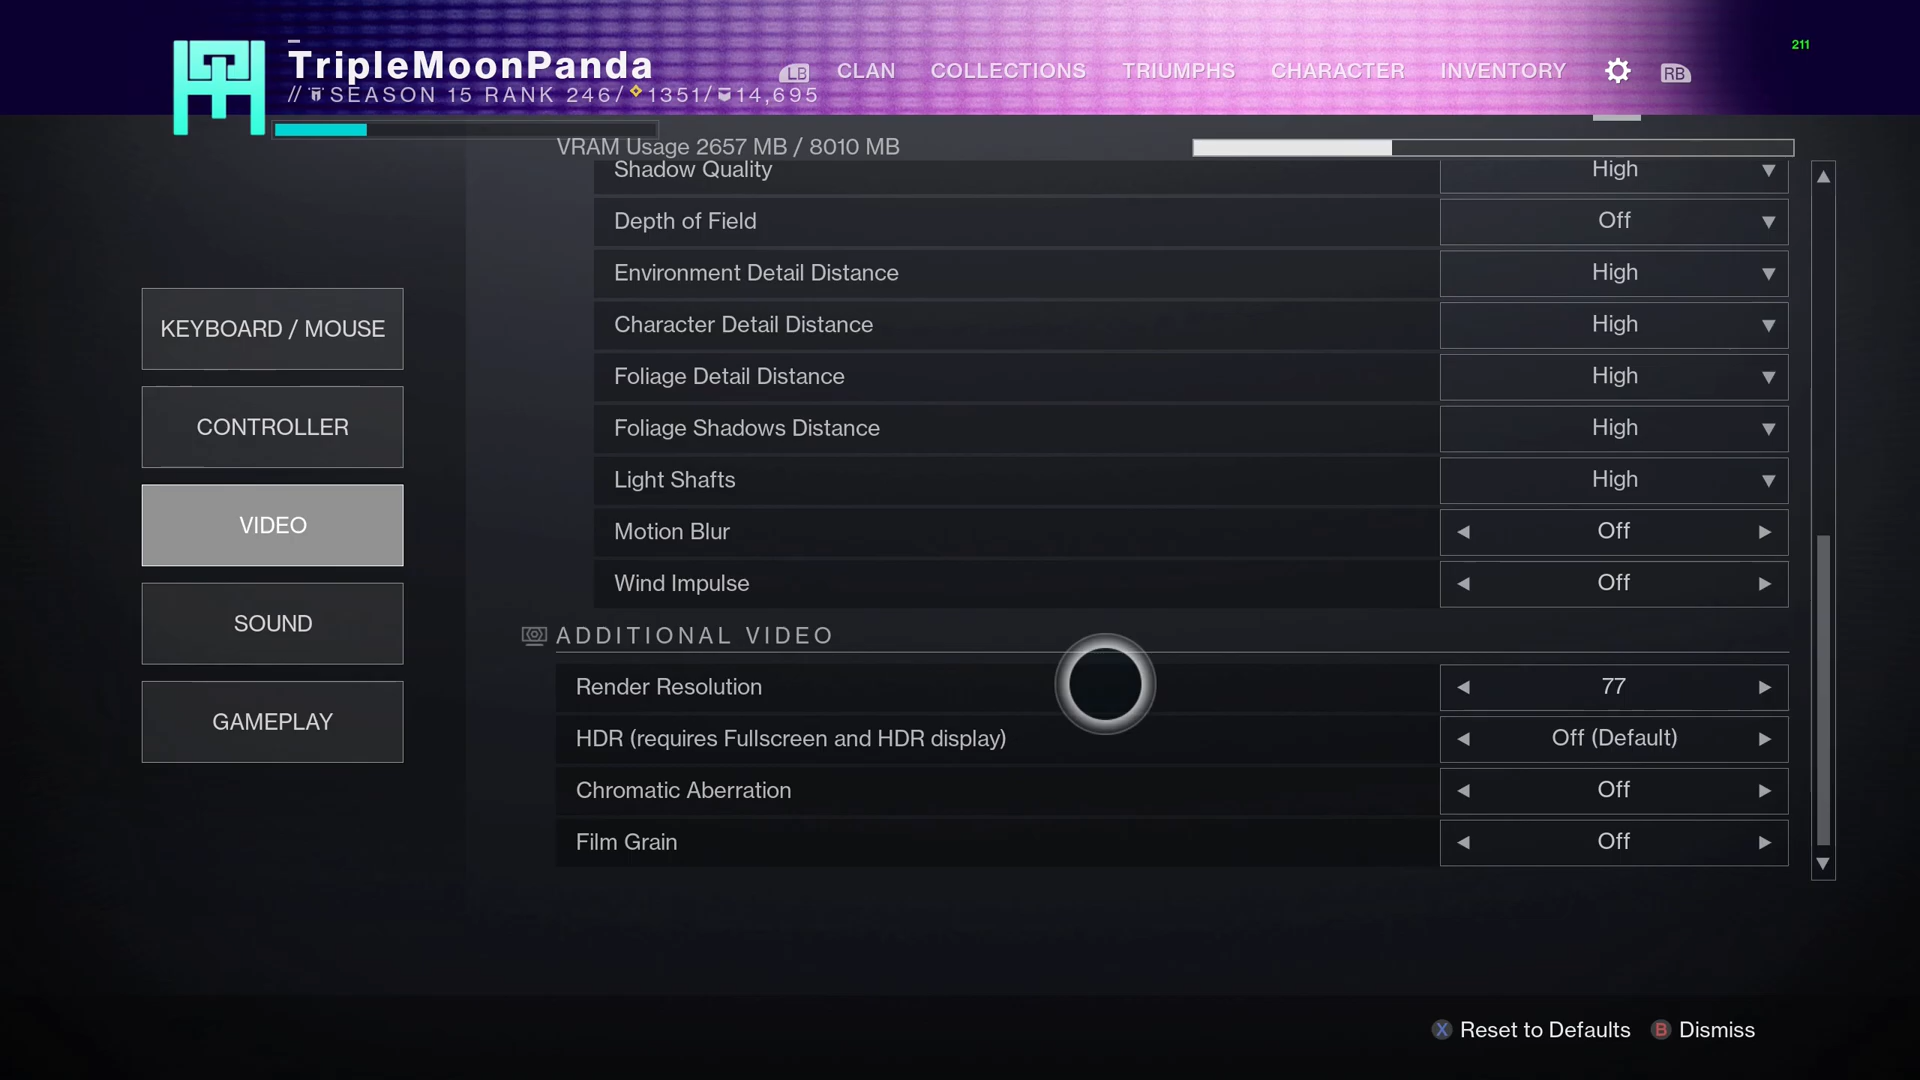 TripleMoonPanda
// SEASON 15 RANK 246/ 1351/ 14,695
LB CLAN COLLECTIONS TRIUMPHS CHARACTER INVENTORY RB
211
VRAM Usage 2657 MB / 8010 MB
Shadow Quality High
Depth of Field Off
Environment Detail Distance High
Character Detail Distance High
Foliage Detail Distance High
Foliage Shadows Distance High
Light Shafts High
Motion Blur Off
Wind Impulse Off
ADDITIONAL VIDEO
Render Resolution 77
HDR (requires Fullscreen and HDR display) Off (Default)
Chromatic Aberration Off
Film Grain Off
KEYBOARD / MOUSE
CONTROLLER
VIDEO
SOUND
GAMEPLAY
X Reset to Defaults B Dismiss